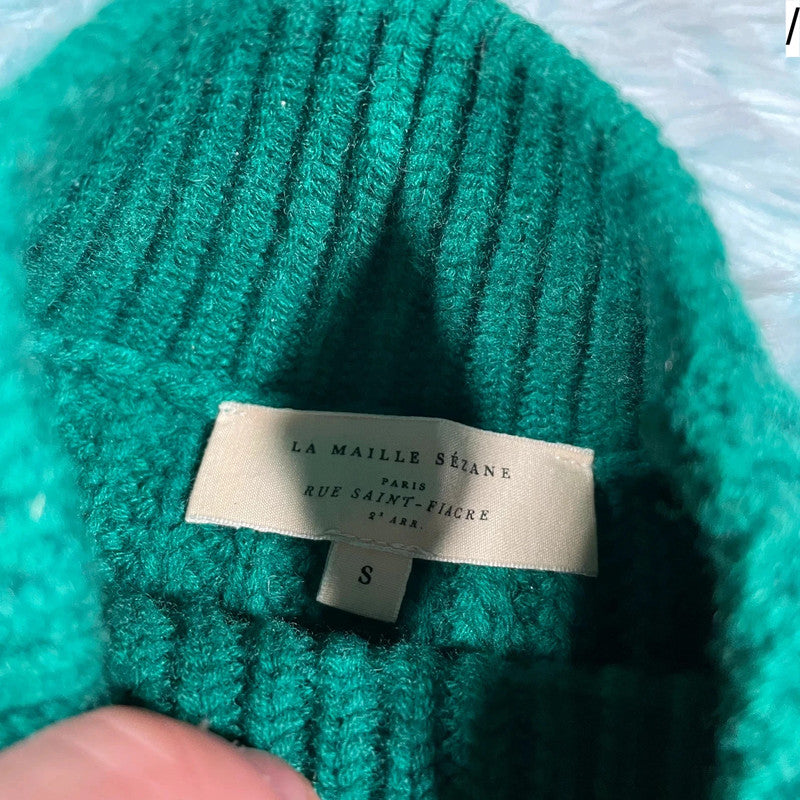 /
LA MAILLE SÉZANE
PARIS
RUE SAINT-FIACRE
2ᵉ ARR.
S